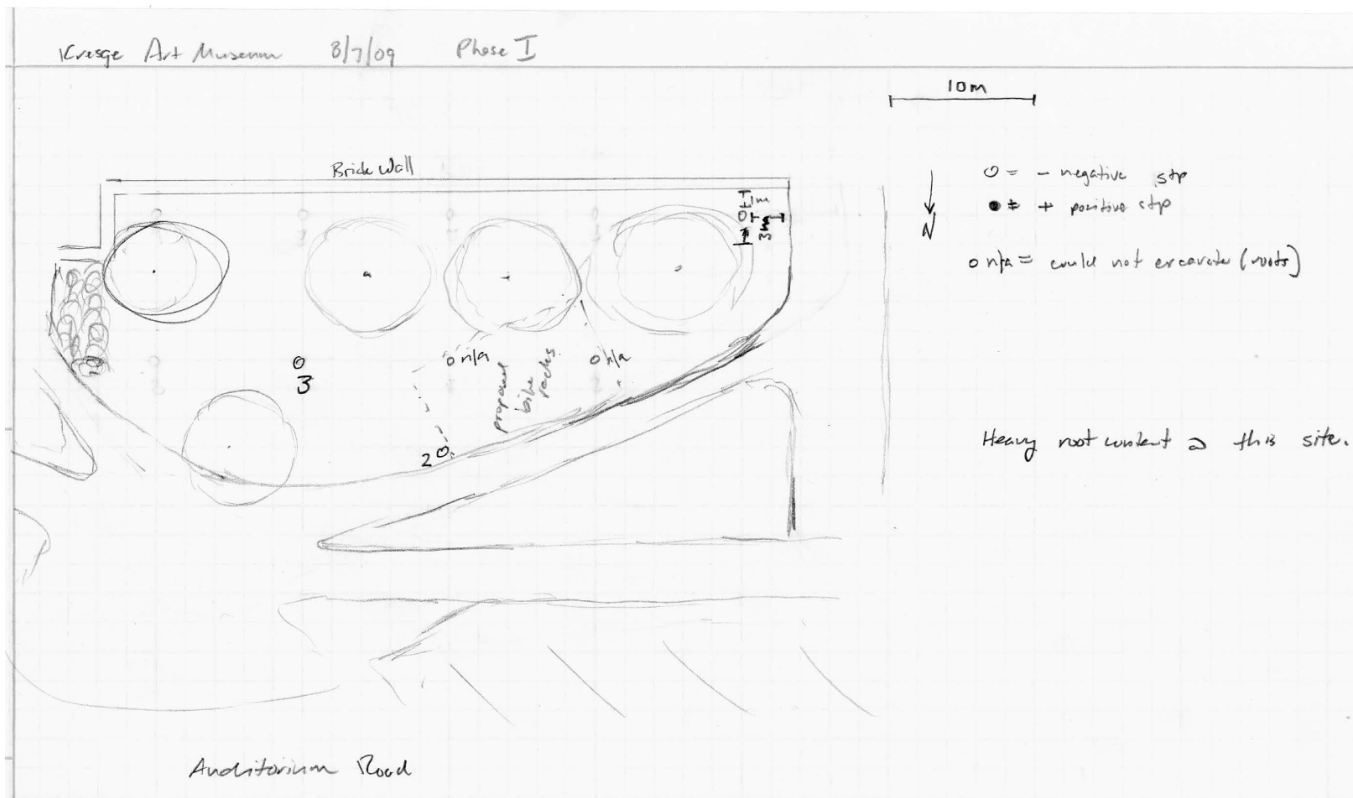 Kresge Art Museum 8/7/09 Phase I
10m
Brick Wall
1m
3m
N
O = - negative stp
● = + positive stp
o n/a = could not excavate (roots)
o n/a
o n/a
proposed
bike
racks
3
2
Heavy root content @ this site.
Auditorium Road